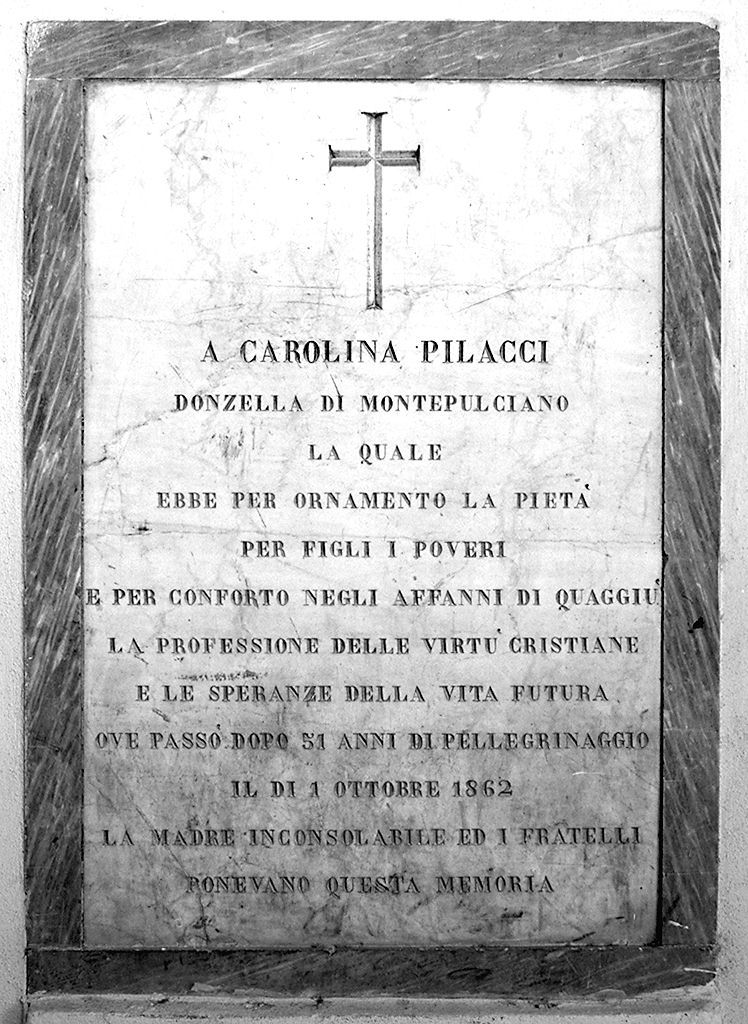 A CAROLINA PILACCI
DONZELLA DI MONTEPULCIANO
LA QUALE
EBBE PER ORNAMENTO LA PIETA'
PER FIGLI I POVERI
E PER CONFORTO NEGLI AFFANNI DI QUAGGIU'
LA PROFESSIONE DELLE VIRTU' CRISTIANE
E LE SPERANZE DELLA VITA FUTURA
OVE PASSO' DOPO 51 ANNI DI PELLEGRINAGGIO
IL DI 1 OTTOBRE 1862
LA MADRE INCONSOLABILE ED I FRATELLI
PONEVANO QUESTA MEMORIA